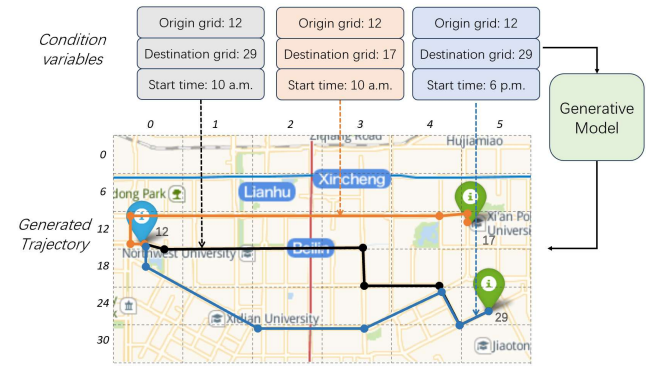 Condition
variables
Origin grid: 12
Destination grid: 29
Start time: 10 a.m.
Origin grid: 12
Destination grid: 17
Start time: 10 a.m.
Origin grid: 12
Destination grid: 29
Start time: 6 p.m.
Generative
Model
0 1 2 3 4 5
Ziqiang Road
Hujiamiao
0
6
12
18
24
30
Xincheng
Lianhu
dong Park
Generated
Trajectory
12
Xi'an Po
Universi
17
Northwest University
Beilin
29
Xidian University
Jiaoton